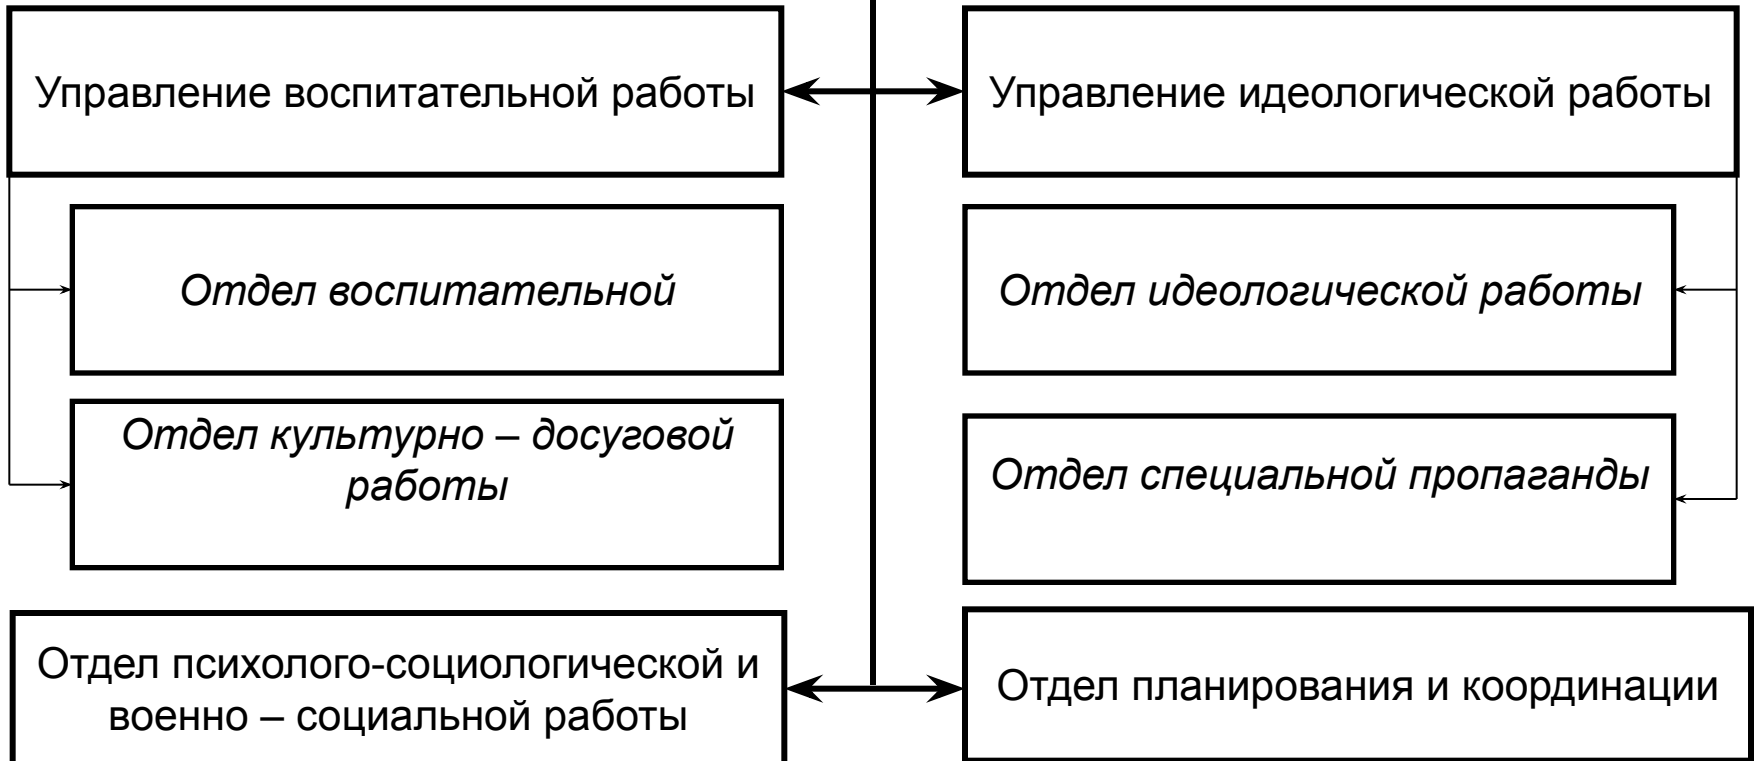 Управление воспитательной работы
Управление идеологической работы
Отдел воспитательной
Отдел идеологической работы
Отдел культурно – досуговой
работы
Отдел специальной пропаганды
Отдел психолого-социологической и
военно – социальной работы
Отдел планирования и координации